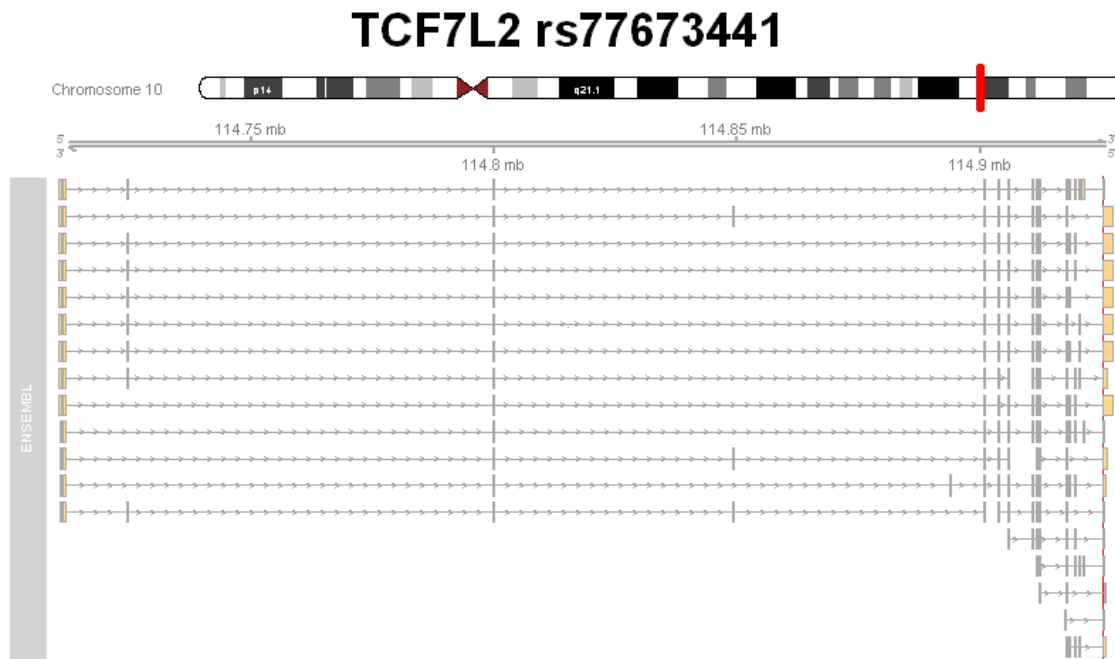 TCF7L2 rs77673441
Chromosome 10
p14
q21.1
114.75 mb
114.85 mb
5'
3'
3'
5'
114.8 mb
114.9 mb
ENSEMBL